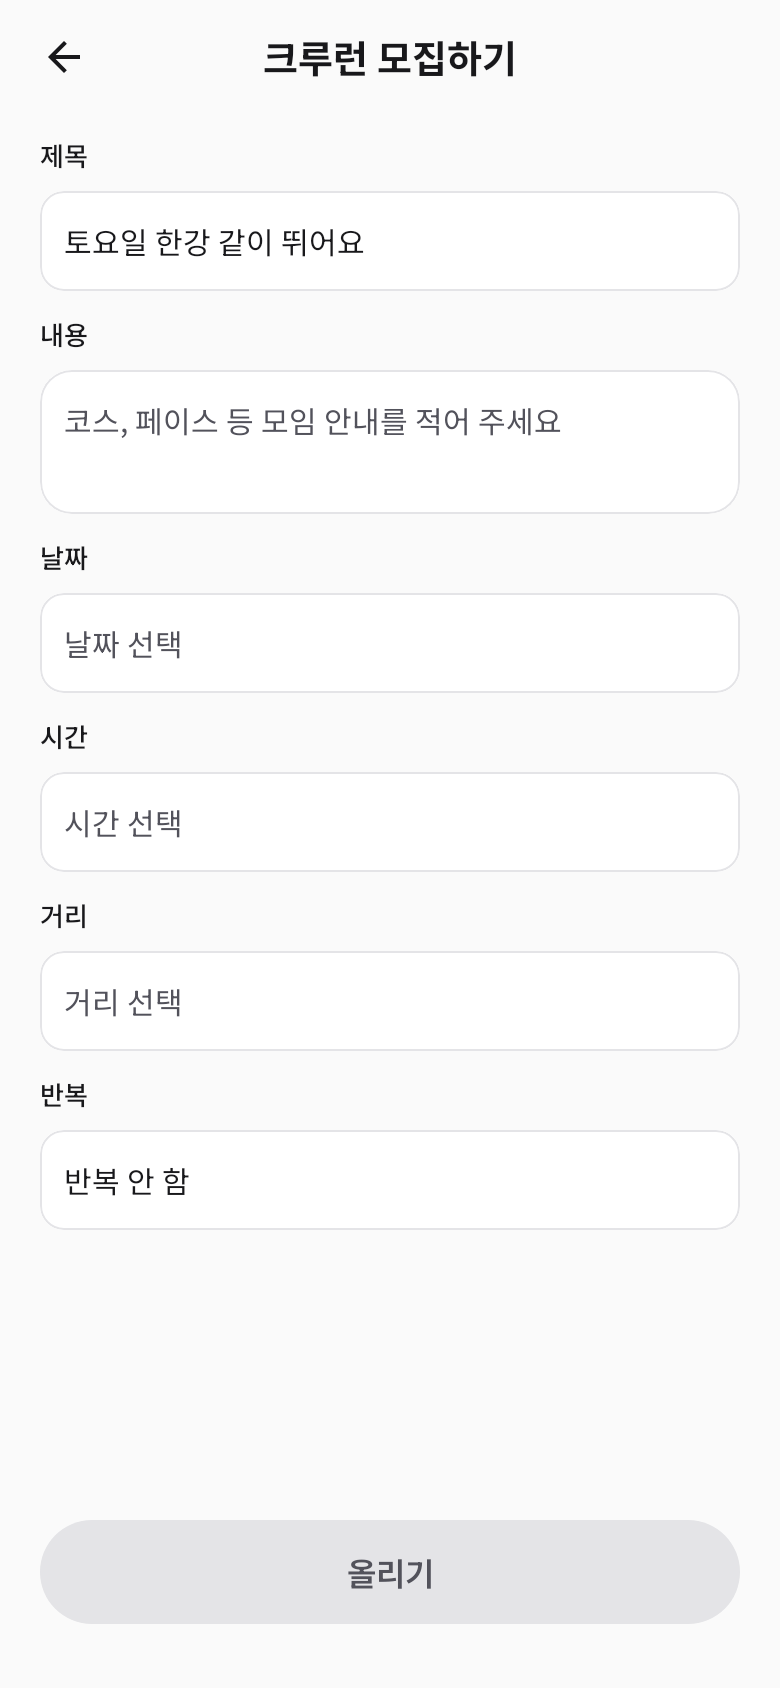 크루런 모집하기
제목
토요일 한강 같이 뛰어요
내용
코스, 페이스 등 모임 안내를 적어 주세요
날짜
날짜 선택
시간
시간 선택
거리
거리 선택
반복
반복 안 함
올리기